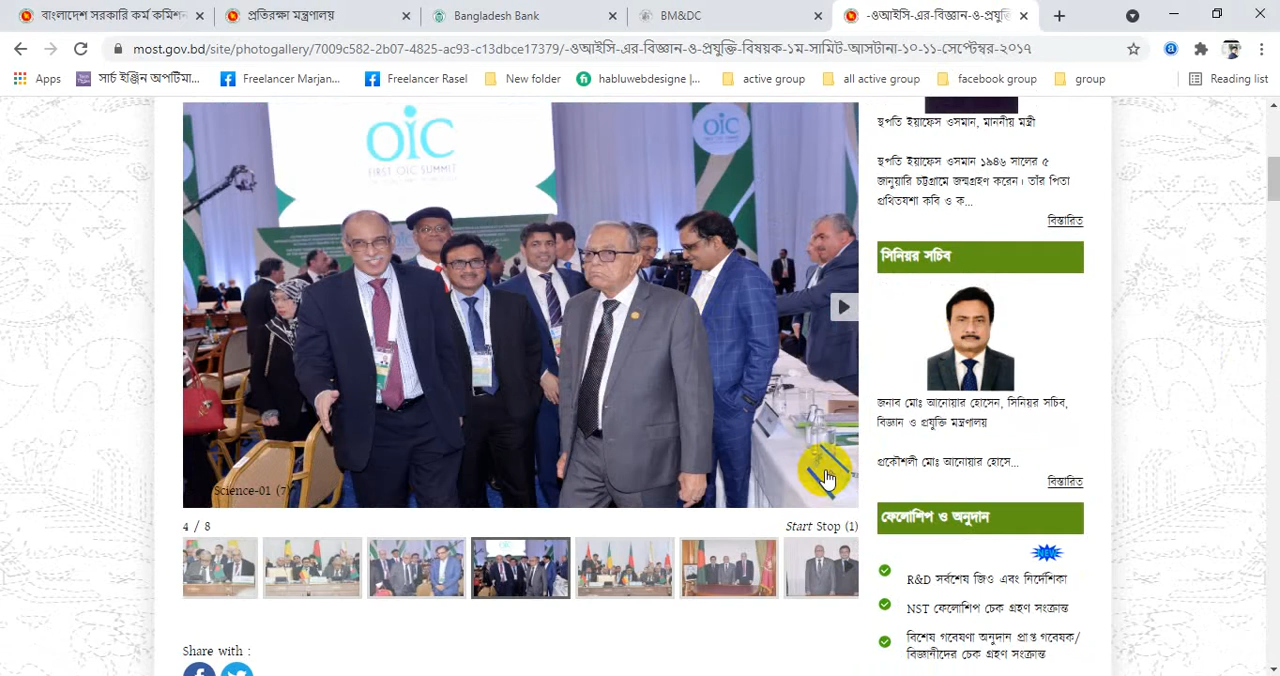 বাংলাদেশ সরকারি কর্ম কমিশন
প্রতিরক্ষা মন্ত্রণালয়
Bangladesh Bank
BM&DC
-ওআইসি-এর-বিজ্ঞান-ও-প্রযুক্তি
most.gov.bd/site/photogallery/7009c582-2b07-4825-ac93-c13dbce17379/-ওআইসি-এর-বিজ্ঞান-ও-প্রযুক্তি-বিষয়ক-১ম-সামিট-আসটানা-১০-১১-সেপ্টেম্বর-২০১৭
Apps
সার্চ ইঞ্জিন অপটিমা...
Freelancer Marjan...
Freelancer Rasel
New folder
habluwebdesigne |...
active group
all active group
facebook group
group
Reading list
OIC
FIRST OIC SUMMIT
OIC
Science-01 (7)
4 / 8
Start Stop (1)
Share with :
স্থপতি ইয়াফেস ওসমান, মাননীয় মন্ত্রী
স্থপতি ইয়াফেস ওসমান ১৯৪৬ সালের ৫
জানুয়ারি চট্টগ্রামে জন্মগ্রহণ করেন। তাঁর পিতা
প্রথিতযশা কবি ও ক...
বিস্তারিত
সিনিয়র সচিব
জনাব মোঃ আনোয়ার হোসেন, সিনিয়র সচিব,
বিজ্ঞান ও প্রযুক্তি মন্ত্রণালয়
প্রকৌশলী মোঃ আনোয়ার হোসে...
বিস্তারিত
ফেলোশিপ ও অনুদান
NEW
R&D সর্বশেষ জিও এবং নির্দেশিকা
NST ফেলোশিপ চেক গ্রহণ সংক্রান্ত
বিশেষ গবেষণা অনুদান প্রাপ্ত গবেষক/
বিজ্ঞানীদের চেক গ্রহণ সংক্রান্ত